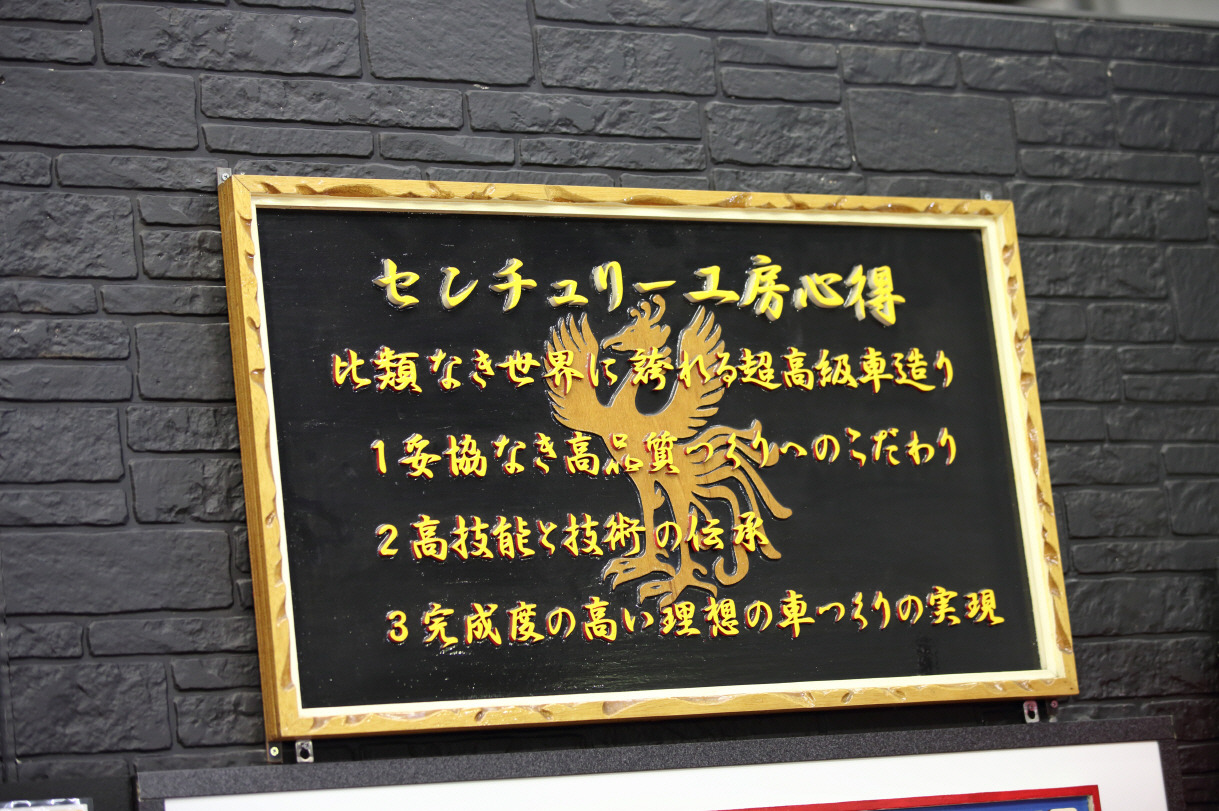 センチュリー工房心得
比類なき世界に誇れる超高級車造り
1妥協なき高品質つくりへのこだわり
2高技能と技術の伝承
3完成度の高い理想の車つくりの実現